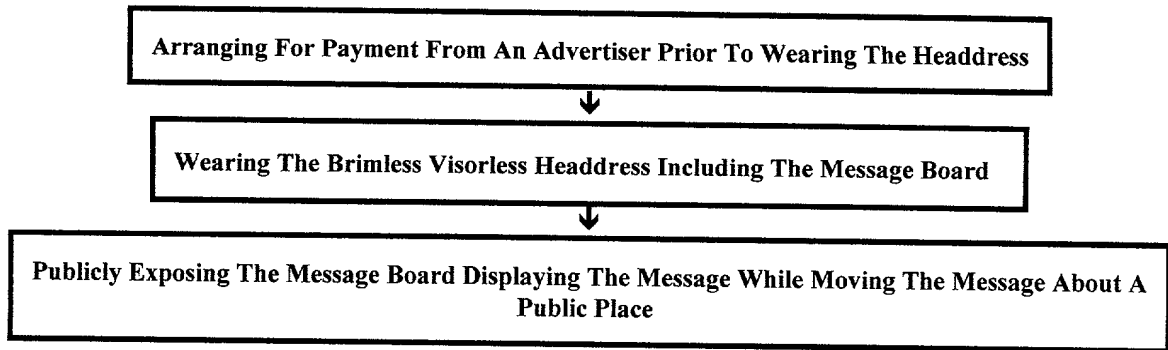 Arranging For Payment From An Advertiser Prior To Wearing The Headdress
Wearing The Brimless Visorless Headdress Including The Message Board
Publicly Exposing The Message Board Displaying The Message While Moving The Message About A
Public Place